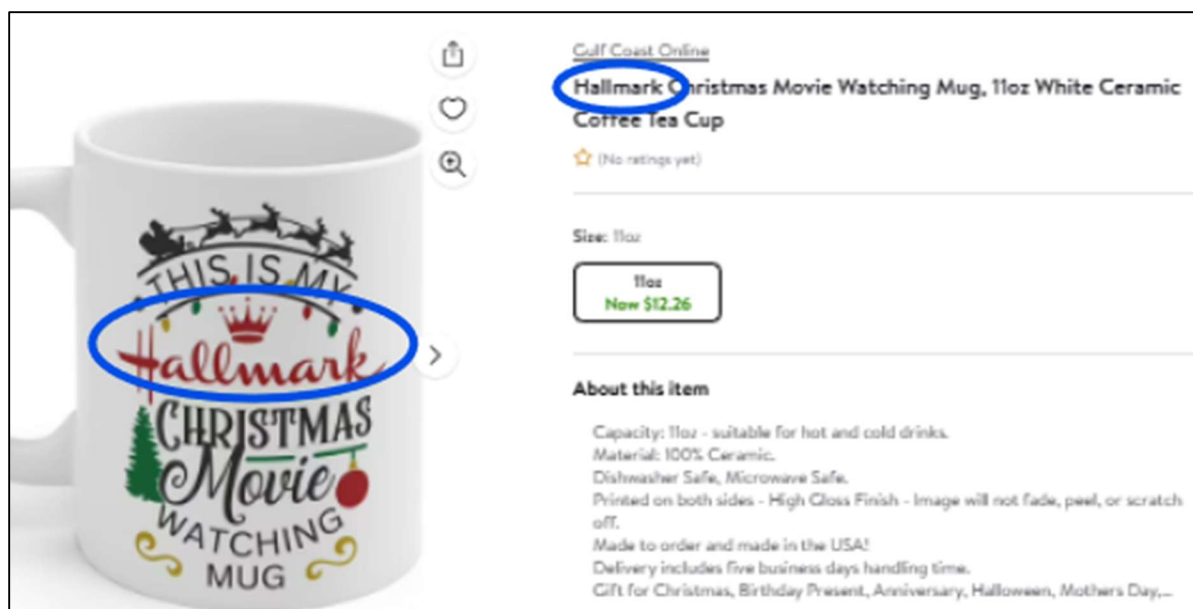 THIS IS MY
Hallmark
CHRISTMAS
Movie
WATCHING
MUG
Gulf Coast Online
Hallmark Christmas Movie Watching Mug, 11oz White Ceramic
Coffee Tea Cup
(No ratings yet)
Size: 11oz
11oz
Now $12.26
About this item
Capacity: 11oz - suitable for hot and cold drinks.
Material: 100% Ceramic.
Dishwasher Safe, Microwave Safe.
Printed on both sides - High Gloss Finish - Image will not fade, peel, or scratch
off.
Made to order and made in the USA!
Delivery includes five business days handling time.
Gift for Christmas, Birthday Present, Anniversary, Halloween, Mothers Day,...